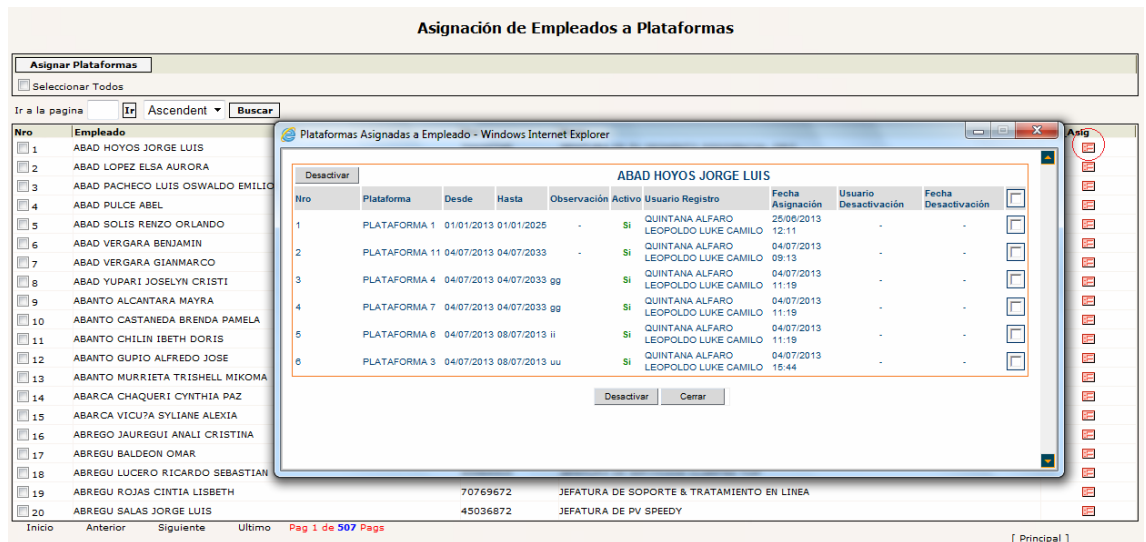 Asignación de Empleados a Plataformas
Asignar Plataformas
Seleccionar Todos
Ir a la pagina Ir Ascendent Buscar
Nro Empleado Asig
1 ABAD HOYOS JORGE LUIS
2 ABAD LOPEZ ELSA AURORA
3 ABAD PACHECO LUIS OSWALDO EMILIO
4 ABAD PULCE ABEL
5 ABAD SOLIS RENZO ORLANDO
6 ABAD VERGARA BENJAMIN
7 ABAD VERGARA GIANMARCO
8 ABAD YUPARI JOSELYN CRISTI
9 ABANTO ALCANTARA MAYRA
10 ABANTO CASTANEDA BRENDA PAMELA
11 ABANTO CHILIN IBETH DORIS
12 ABANTO GUPIO ALFREDO JOSE
13 ABANTO MURRIETA TRISHELL MIKOMA
14 ABARCA CHAQUERI CYNTHIA PAZ
15 ABARCA VICU?A SYLIANE ALEXIA
16 ABREGO JAUREGUI ANALI CRISTINA
17 ABREGU BALDEON OMAR
18 ABREGU LUCERO RICARDO SEBASTIAN
19 ABREGU ROJAS CINTIA LISBETH 70769672 JEFATURA DE SOPORTE & TRATAMIENTO EN LINEA
20 ABREGU SALAS JORGE LUIS 45036872 JEFATURA DE PV SPEEDY
Inicio Anterior Siguiente Ultimo Pag 1 de 507 Pags
[ Principal ]
Plataformas Asignadas a Empleado - Windows Internet Explorer
Desactivar ABAD HOYOS JORGE LUIS
Nro Plataforma Desde Hasta Observación Activo Usuario Registro Fecha Asignación Usuario Desactivación Fecha Desactivación
1 PLATAFORMA 1 01/01/2013 01/01/2025 - Si QUINTANA ALFARO LEOPOLDO LUKE CAMILO 25/06/2013 12:11 - -
2 PLATAFORMA 11 04/07/2013 04/07/2033 - Si QUINTANA ALFARO LEOPOLDO LUKE CAMILO 04/07/2013 09:13 - -
3 PLATAFORMA 4 04/07/2013 04/07/2033 gg Si QUINTANA ALFARO LEOPOLDO LUKE CAMILO 04/07/2013 11:19 - -
4 PLATAFORMA 7 04/07/2013 04/07/2033 gg Si QUINTANA ALFARO LEOPOLDO LUKE CAMILO 04/07/2013 11:19 - -
5 PLATAFORMA 6 04/07/2013 08/07/2013 ii Si QUINTANA ALFARO LEOPOLDO LUKE CAMILO 04/07/2013 11:19 - -
6 PLATAFORMA 3 04/07/2013 08/07/2013 uu Si QUINTANA ALFARO LEOPOLDO LUKE CAMILO 04/07/2013 15:44 - -
Desactivar Cerrar